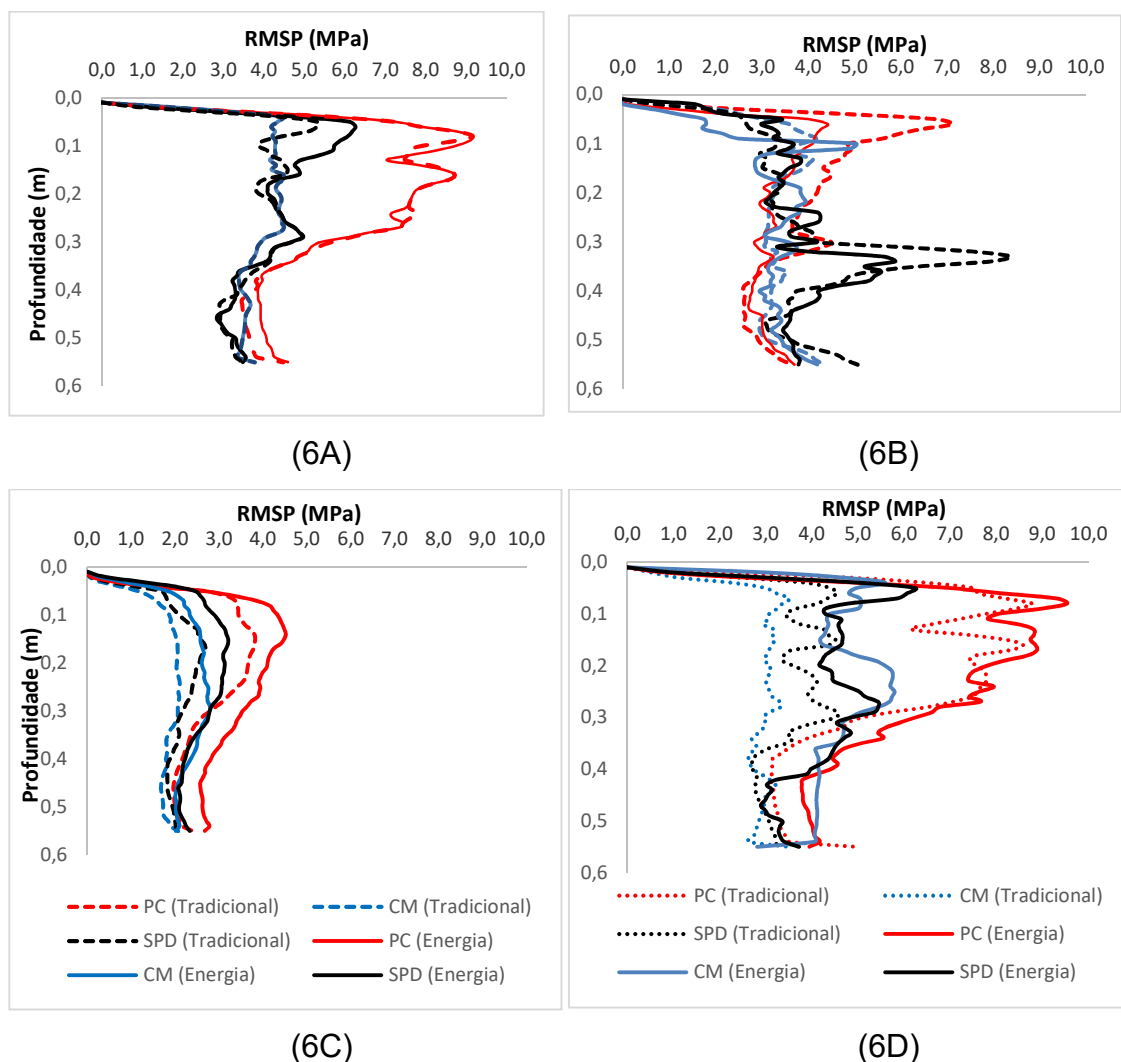 RMSP (MPa)
0,0 1,0 2,0 3,0 4,0 5,0 6,0 7,0 8,0 9,0 10,0
0,0
0,1
0,2
0,3
0,4
0,5
0,6
Profundidade (m)
(6A)
RMSP (MPa)
0,0 1,0 2,0 3,0 4,0 5,0 6,0 7,0 8,0 9,0 10,0
0,0
0,1
0,2
0,3
0,4
0,5
0,6
(6B)
RMSP (MPa)
0,0 1,0 2,0 3,0 4,0 5,0 6,0 7,0 8,0 9,0 10,0
0,0
0,1
0,2
0,3
0,4
0,5
0,6
Profundidade (m)
PC (Tradicional) CM (Tradicional)
SPD (Tradicional) PC (Energia)
CM (Energia) SPD (Energia)
(6C)
RMSP (MPa)
0,0 1,0 2,0 3,0 4,0 5,0 6,0 7,0 8,0 9,0 10,0
0,0
0,1
0,2
0,3
0,4
0,5
0,6
PC (Tradicional) CM (Tradicional)
SPD (Tradicional) PC (Energia)
CM (Energia) SPD (Energia)
(6D)